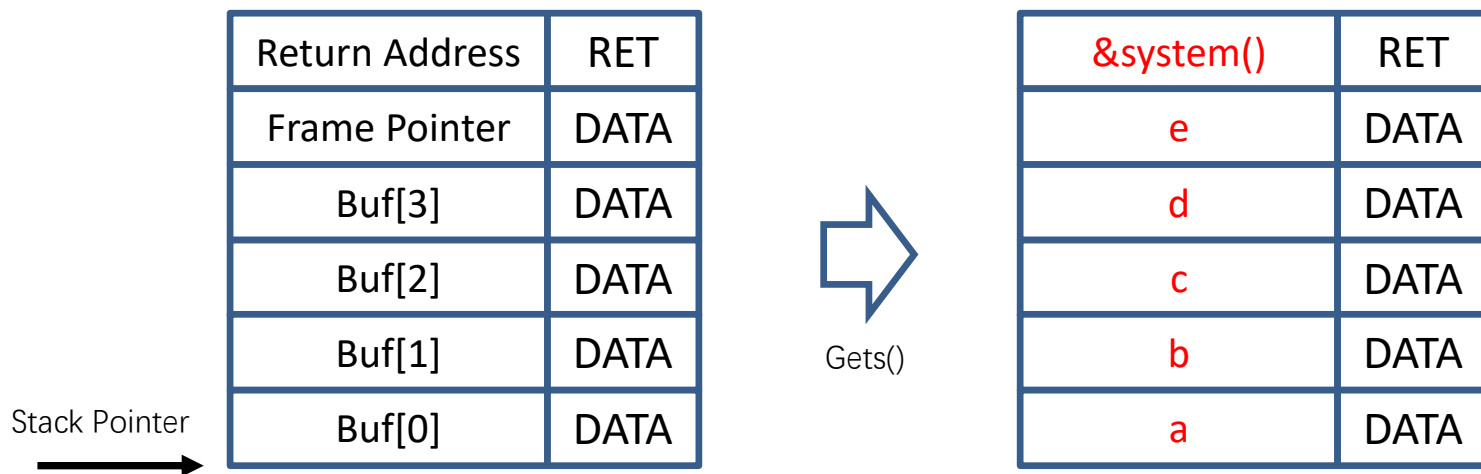 Return Address RET
Frame Pointer DATA
Buf[3] DATA
Buf[2] DATA
Buf[1] DATA
Buf[0] DATA
Stack Pointer
Gets()
&system() RET
e DATA
d DATA
c DATA
b DATA
a DATA